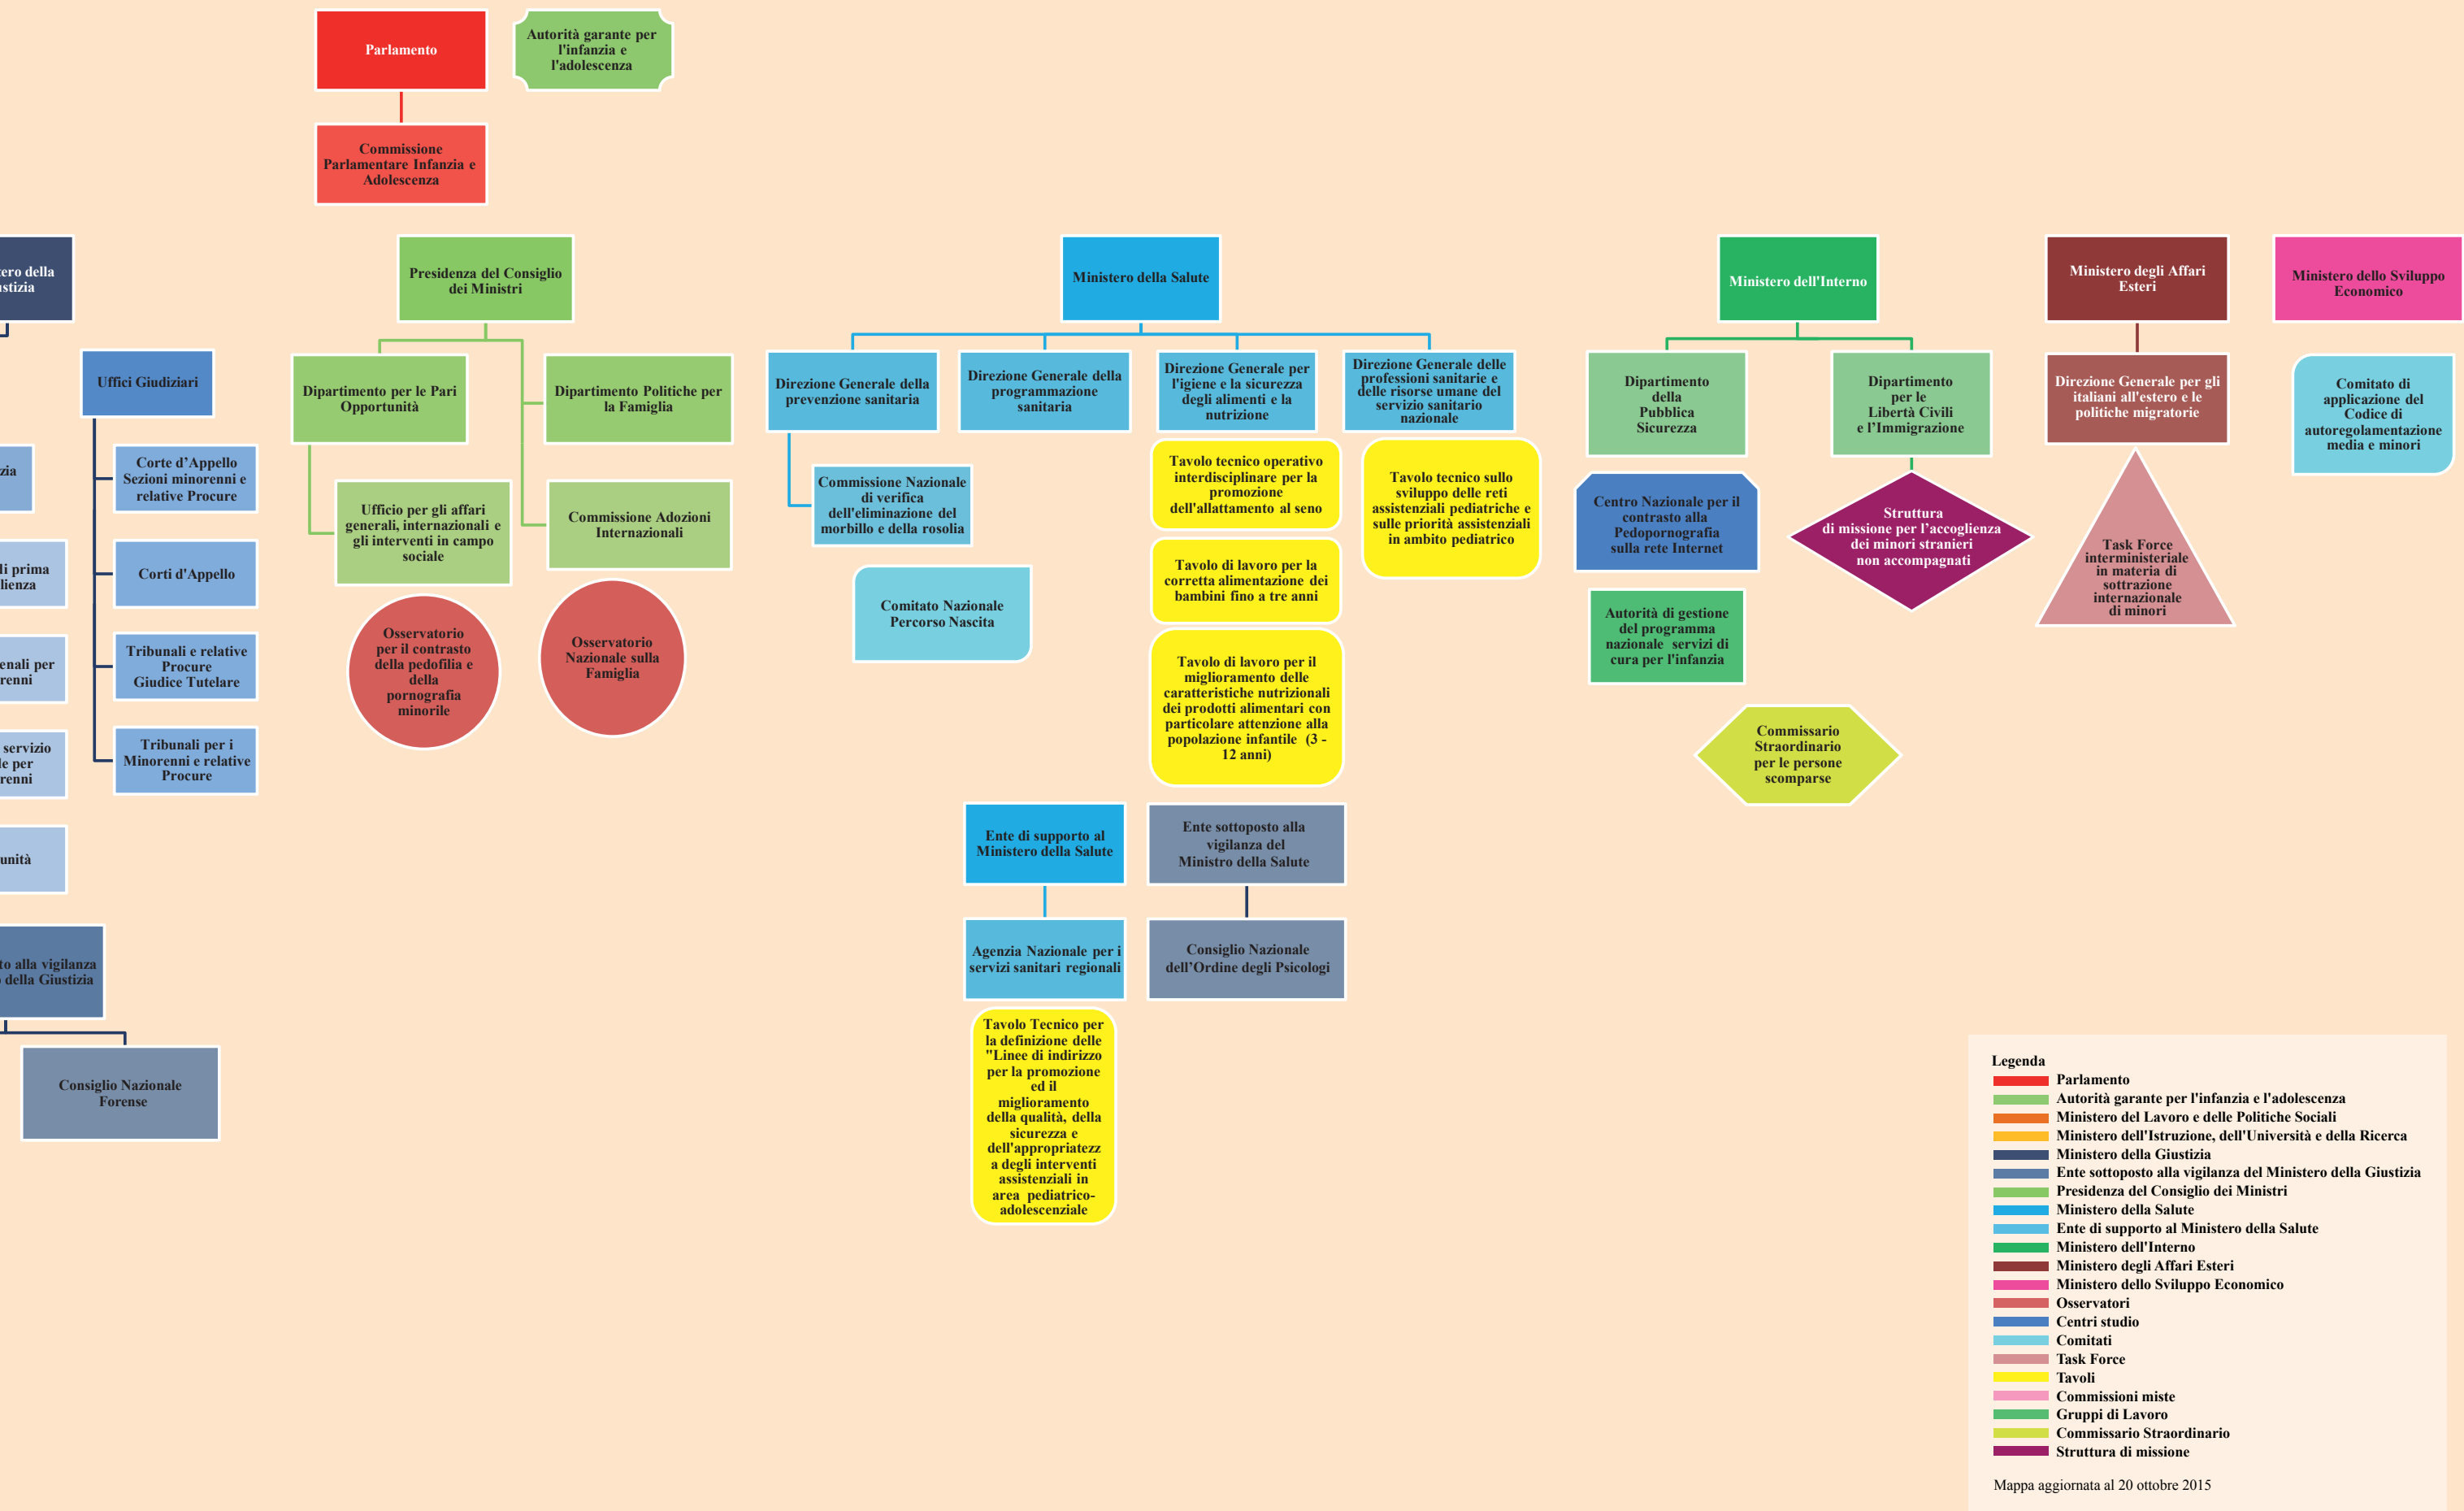 Parlamento
Autorità garante per
l'infanzia e
l'adolescenza
Commissione
Parlamentare Infanzia e
Adolescenza
della
Presidenza del Consiglio
dei Ministri
Ministero della Salute
Ministero dell'Interno
Ministero degli Affari
Esteri
Ministero dello Sviluppo
Economico
Uffici Giudiziari
Corte d’Appello
Sezioni minorenni e
relative Procure
Corti d'Appello
Tribunali e relative
Procure
Giudice Tutelare
Tribunali per i
Minorenni e relative
Procure
prima
per
servizio
per
alla vigilanza
della Giustizia
Consiglio Nazionale
Forense
Dipartimento per le Pari
Opportunità
Dipartimento Politiche per
la Famiglia
Ufficio per gli affari
generali, internazionali e
gli interventi in campo
sociale
Commissione Adozioni
Internazionali
Osservatorio
per il contrasto
della pedofilia e
della
pornografia
minorile
Osservatorio
Nazionale sulla
Famiglia
Direzione Generale della
prevenzione sanitaria
Direzione Generale della
programmazione
sanitaria
Direzione Generale per
l'igiene e la sicurezza
degli alimenti e la
nutrizione
Direzione Generale delle
professioni sanitarie e
delle risorse umane del
servizio sanitario
nazionale
Commissione Nazionale
di verifica
dell'eliminazione del
morbillo e della rosolia
Comitato Nazionale
Percorso Nascita
Tavolo tecnico operativo
interdisciplinare per la
promozione
dell'allattamento al seno
Tavolo di lavoro per la
corretta alimentazione dei
bambini fino a tre anni
Tavolo di lavoro per il
miglioramento delle
caratteristiche nutrizionali
dei prodotti alimentari con
particolare attenzione alla
popolazione infantile (3 -
12 anni)
Tavolo tecnico sullo
sviluppo delle reti
assistenziali pediatriche e
sulle priorità assistenziali
in ambito pediatrico
Ente di supporto al
Ministero della Salute
Ente sottoposto alla
vigilanza del
Ministro della Salute
Agenzia Nazionale per i
servizi sanitari regionali
Consiglio Nazionale
dell’Ordine degli Psicologi
Tavolo Tecnico per
la definizione delle
"Linee di indirizzo
per la promozione
ed il
miglioramento
della qualità, della
sicurezza e
dell'appropriatezz
a degli interventi
assistenziali in
area pediatrico-
adolescenziale
Dipartimento
della
Pubblica
Sicurezza
Dipartimento
per le
Libertà Civili
e l’Immigrazione
Centro Nazionale per il
contrasto alla
Pedopornografia
sulla rete Internet
Struttura
di missione per l’accoglienza
dei minori stranieri
non accompagnati
Autorità di gestione
del programma
nazionale servizi di
cura per l'infanzia
Commissario
Straordinario
per le persone
scomparse
Direzione Generale per gli
italiani all'estero e le
politiche migratorie
Task Force
interministeriale
in materia di
sottrazione
internazionale
di minori
Comitato di
applicazione del
Codice di
autoregolamentazione
media e minori
Legenda
Parlamento
Autorità garante per l'infanzia e l'adolescenza
Ministero del Lavoro e delle Politiche Sociali
Ministero dell'Istruzione, dell'Università e della Ricerca
Ministero della Giustizia
Ente sottoposto alla vigilanza del Ministero della Giustizia
Presidenza del Consiglio dei Ministri
Ministero della Salute
Ente di supporto al Ministero della Salute
Ministero dell'Interno
Ministero degli Affari Esteri
Ministero dello Sviluppo Economico
Osservatori
Centri studio
Comitati
Task Force
Tavoli
Commissioni miste
Gruppi di Lavoro
Commissario Straordinario
Struttura di missione
Mappa aggiornata al 20 ottobre 2015